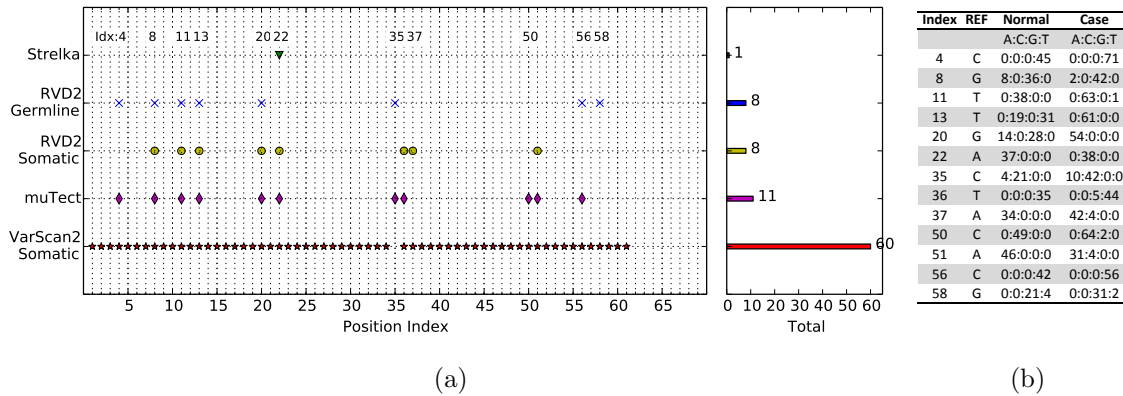 Idx:4 8 11 13 20 22 35 37 50 56 58
Strelka
RVD2
Germline
RVD2
Somatic
muTect
VarScan2
Somatic
5 10 15 20 25 30 35 40 45 50 55 60 65
Position Index
1
8
8
11
60
0 10 20 30 40 50 60
Total
Index REF Normal Case
A:C:G:T A:C:G:T
4 C 0:0:0:45 0:0:0:71
8 G 8:0:36:0 2:0:42:0
11 T 0:38:0:0 0:63:0:1
13 T 0:19:0:31 0:61:0:0
20 G 14:0:28:0 54:0:0:0
22 A 37:0:0:0 0:38:0:0
35 C 4:21:0:0 10:42:0:0
36 T 0:0:0:35 0:0:5:44
37 A 34:0:0:0 42:4:0:0
50 C 0:49:0:0 0:64:2:0
51 A 46:0:0:0 31:4:0:0
56 C 0:0:0:42 0:0:0:56
58 G 0:0:21:4 0:0:31:2
(a)
(b)